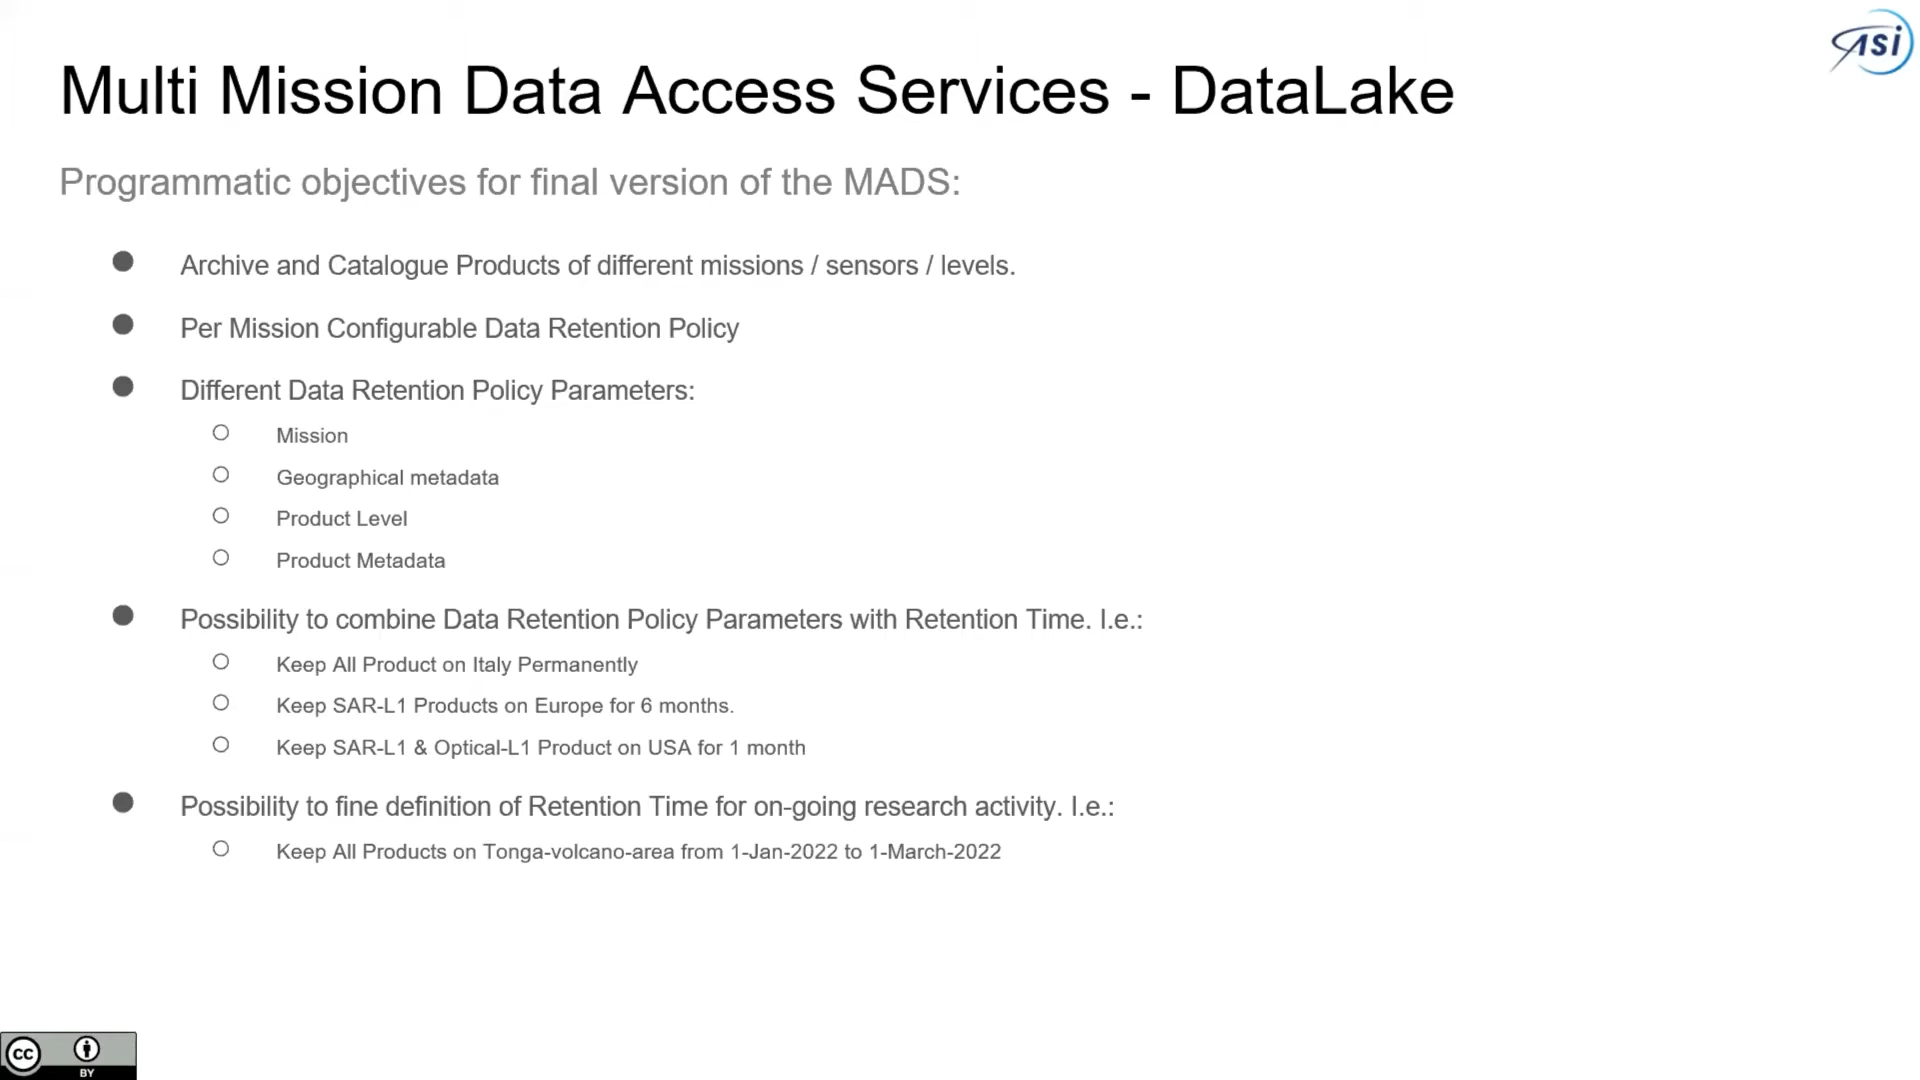 asi
Multi Mission Data Access Services - DataLake
Programmatic objectives for final version of the MADS:
Archive and Catalogue Products of different missions / sensors / levels.
Per Mission Configurable Data Retention Policy
Different Data Retention Policy Parameters:
Mission
Geographical metadata
Product Level
Product Metadata
Possibility to combine Data Retention Policy Parameters with Retention Time. I.e.:
Keep All Product on Italy Permanently
Keep SAR-L1 Products on Europe for 6 months.
Keep SAR-L1 & Optical-L1 Product on USA for 1 month
Possibility to fine definition of Retention Time for on-going research activity. I.e.:
Keep All Products on Tonga-volcano-area from 1-Jan-2022 to 1-March-2022
cc
BY